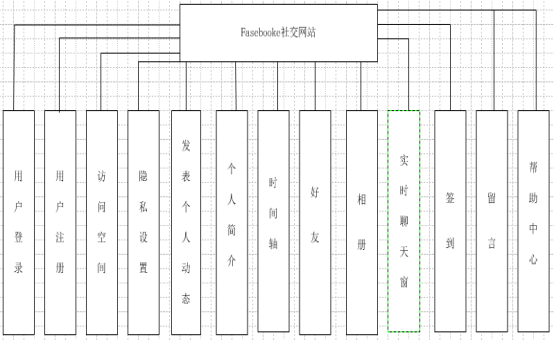 Fasebooke社交网站
用户登录
用户注册
访问空间
隐私设置
发表个人动态
个人简介
时间轴
好友
相册
实时聊天窗
签到
留言
帮助中心